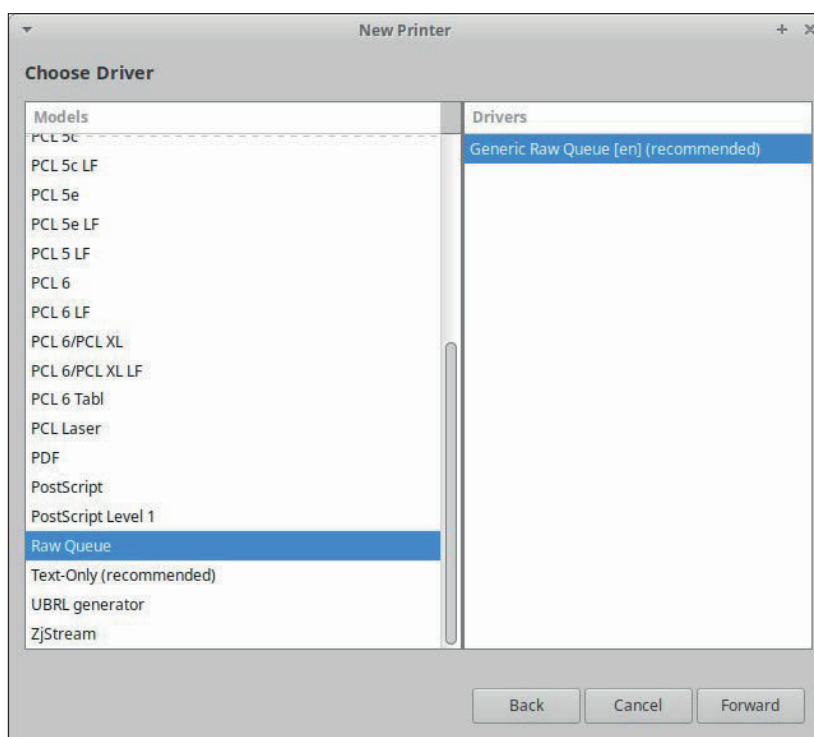 New Printer
Choose Driver
Models
PCL 5c
PCL 5c LF
PCL 5e
PCL 5e LF
PCL 5 LF
PCL 6
PCL 6 LF
PCL 6/PCL XL
PCL 6/PCL XL LF
PCL 6 Tabl
PCL Laser
PDF
PostScript
PostScript Level 1
Raw Queue
Text-Only (recommended)
UBRL generator
ZjStream
Drivers
Generic Raw Queue [en] (recommended)
Back
Cancel
Forward